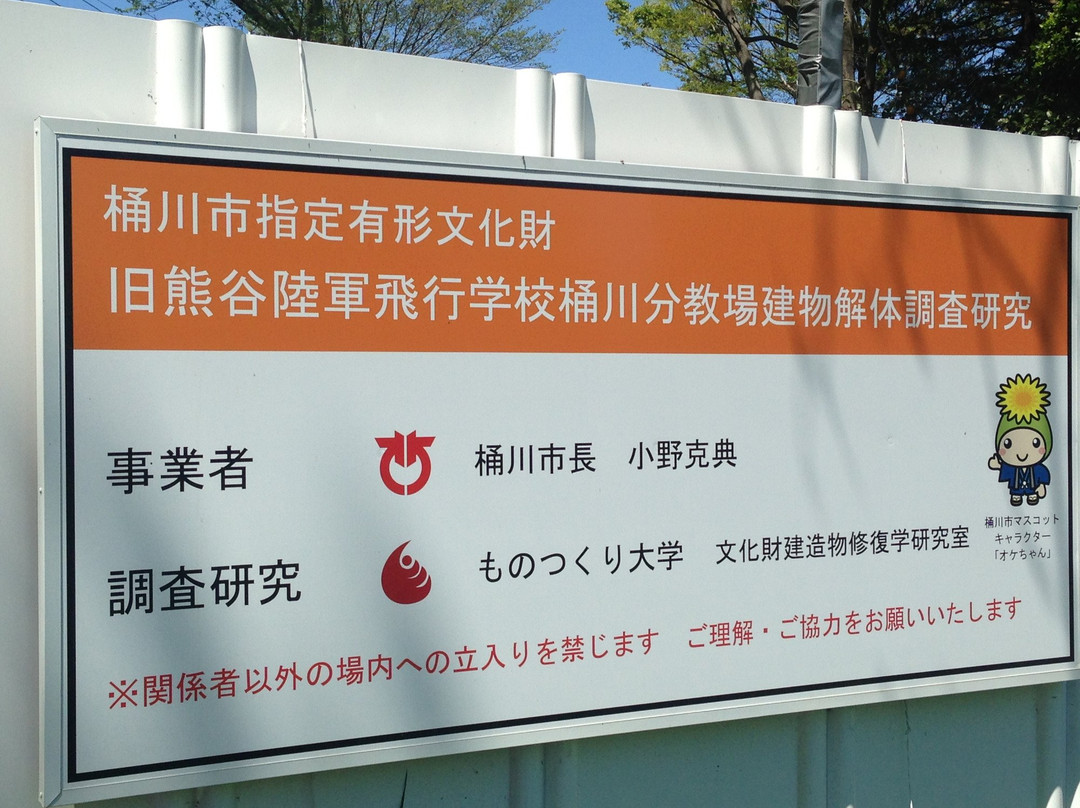 桶川市指定有形文化財
旧熊谷陸軍飛行学校桶川分教場建物解体調査研究
事業者 桶川市長 小野克典
調査研究 ものつくり大学 文化財建造物修復学研究室
桶川市マスコット
キャラクター
「オケちゃん」
※関係者以外の場内への立入りを禁じます ご理解・ご協力をお願いいたします